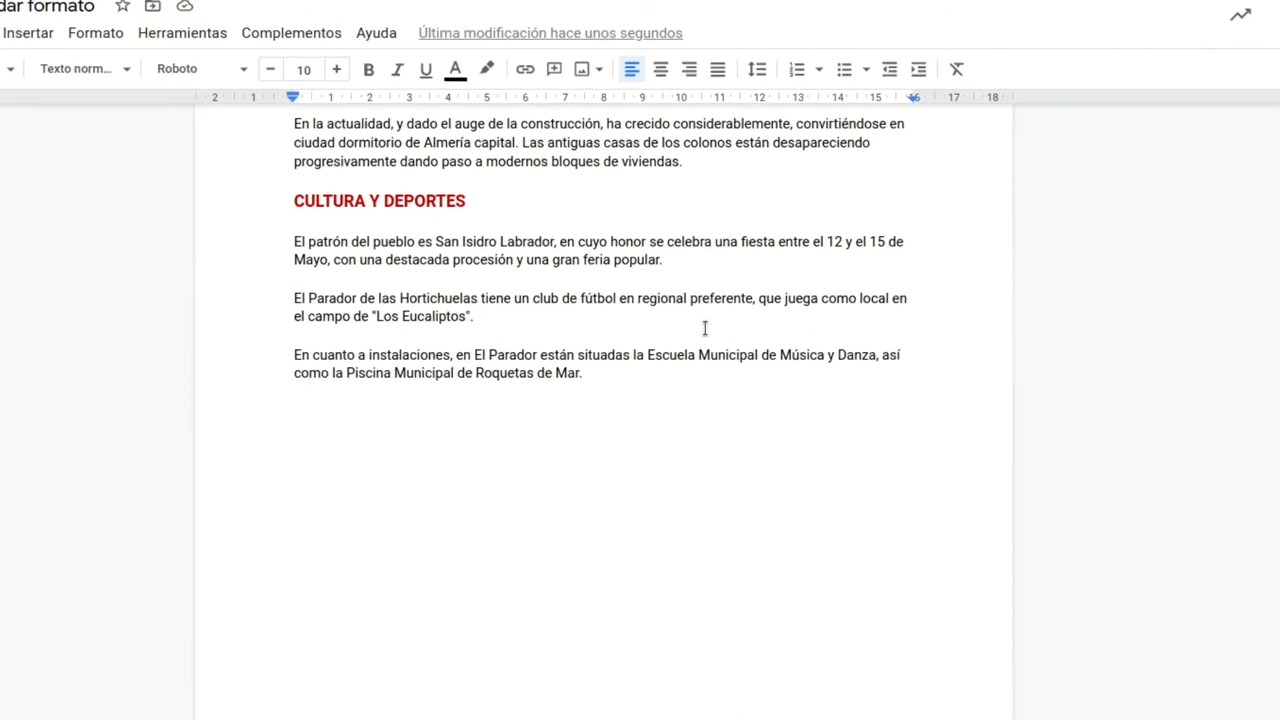 dar formato
Insertar Formato Herramientas Complementos Ayuda Última modificación hace unos segundos
Texto norm... Roboto 10 B I U A
2 1 1 2 3 4 5 6 7 8 9 10 11 12 13 14 15 16 17 18
En la actualidad, y dado el auge de la construcción, ha crecido considerablemente, convirtiéndose en
ciudad dormitorio de Almería capital. Las antiguas casas de los colonos están desapareciendo
progresivamente dando paso a modernos bloques de viviendas.
CULTURA Y DEPORTES
El patrón del pueblo es San Isidro Labrador, en cuyo honor se celebra una fiesta entre el 12 y el 15 de
Mayo, con una destacada procesión y una gran feria popular.
El Parador de las Hortichuelas tiene un club de fútbol en regional preferente, que juega como local en
el campo de "Los Eucaliptos".
En cuanto a instalaciones, en El Parador están situadas la Escuela Municipal de Música y Danza, así
como la Piscina Municipal de Roquetas de Mar.